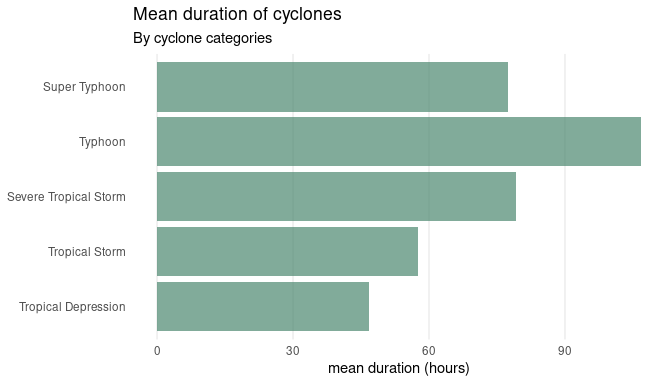 Mean duration of cyclones
By cyclone categories
Super Typhoon
Typhoon
Severe Tropical Storm
Tropical Storm
Tropical Depression
0 30 60 90
mean duration (hours)